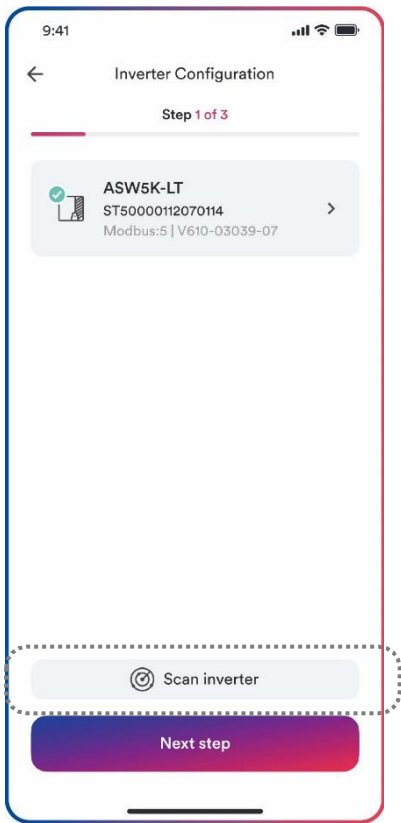 9:41
Inverter Configuration
Step 1 of 3
ASW5K-LT
ST50000112070114
Modbus:5 | V610-03039-07
Scan inverter
Next step